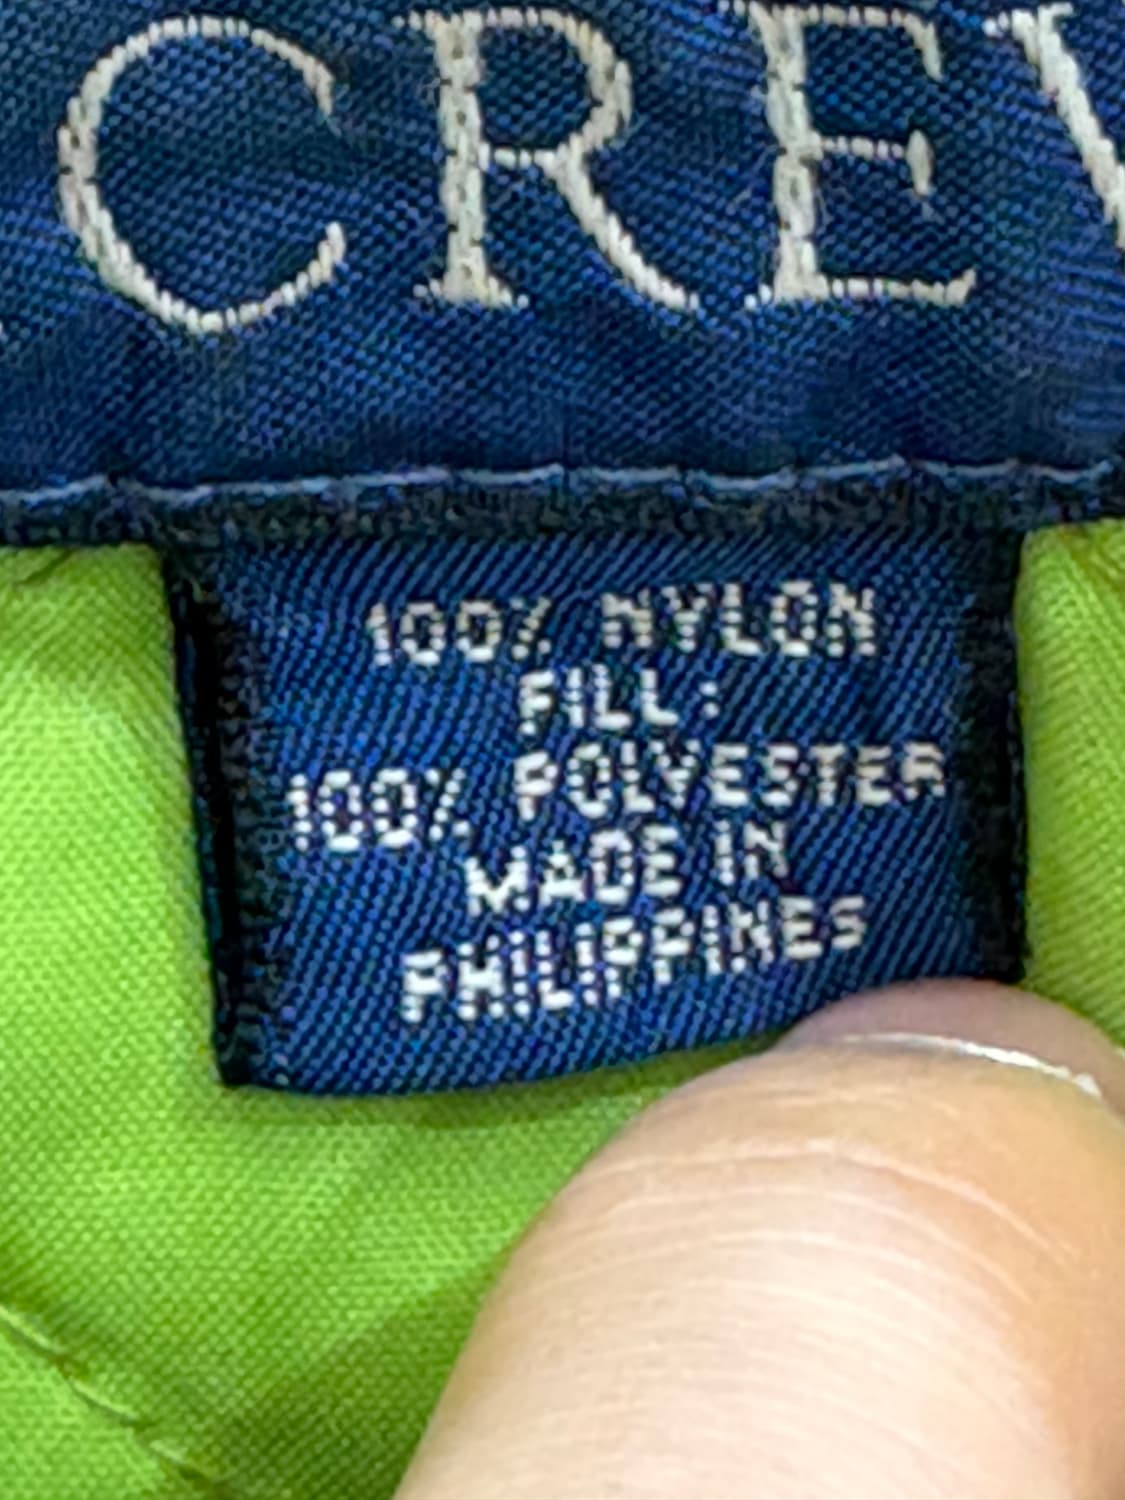 CREW
100% NYLON
FILL:
100% POLYESTER
MADE IN
PHILIPPINES